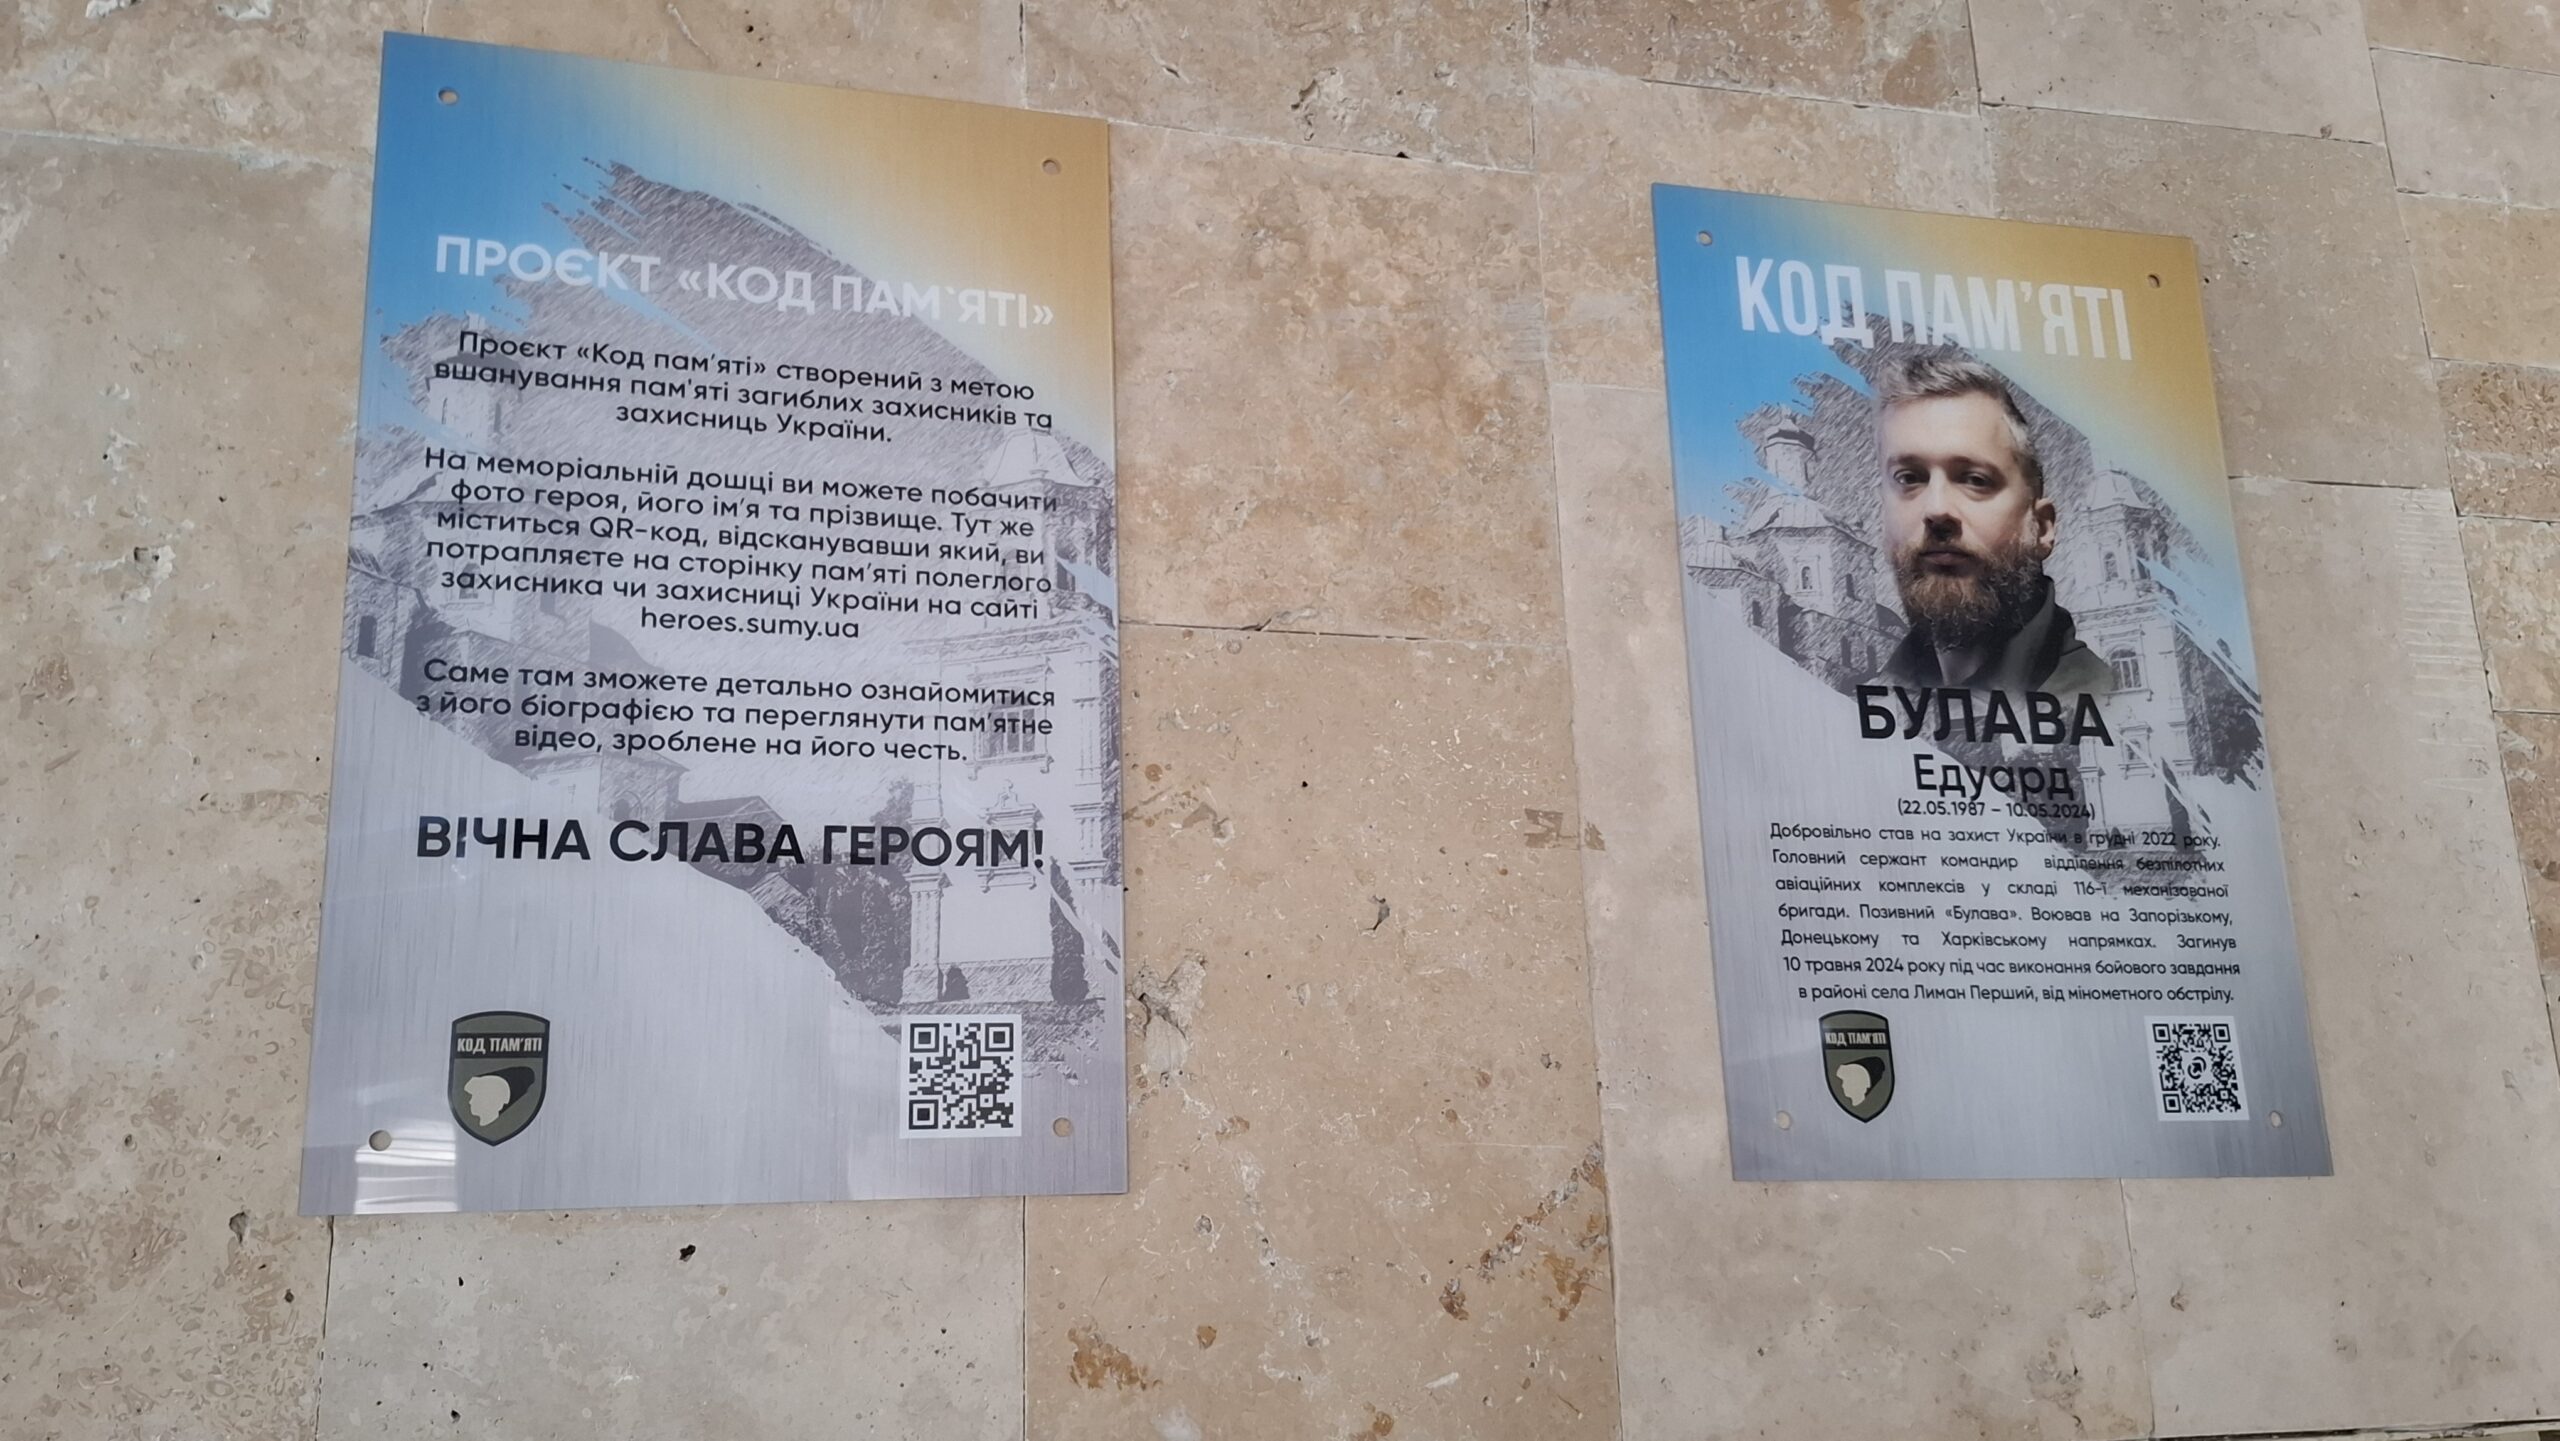 ПРОЄКТ «КОД ПАМ`ЯТІ»
Проєкт «Код пам'яті» створений з метою
вшанування пам'яті загиблих захисників та
захисниць України.
На меморіальній дошці ви можете побачити
фото героя, його ім'я та прізвище. Тут же
міститься QR-код, відсканувавши який, ви
потрапляєте на сторінку пам'яті полеглого
захисника чи захисниці України на сайті
heroes.sumy.ua
Саме там зможете детально ознайомитися
з його біографією та переглянути пам'ятне
відео, зроблене на його честь.
ВІЧНА СЛАВА ГЕРОЯМ!
КОД ПАМ'ЯТІ
КОД ПАМ'ЯТІ
БУЛАВА
Едуард
(22.05.1987 – 10.05.2024)
Добровільно став на захист України в грудні 2022 року.
Головний сержант командир відділення безпілотних
авіаційних комплексів у складі 116-ї механізованої
бригади. Позивний «Булава». Воював на Запорізькому,
Донецькому та Харківському напрямках. Загинув
10 травня 2024 року під час виконання бойового завдання
в районі села Лиман Перший, від мінометного обстрілу.
КОД ПАМ'ЯТІ